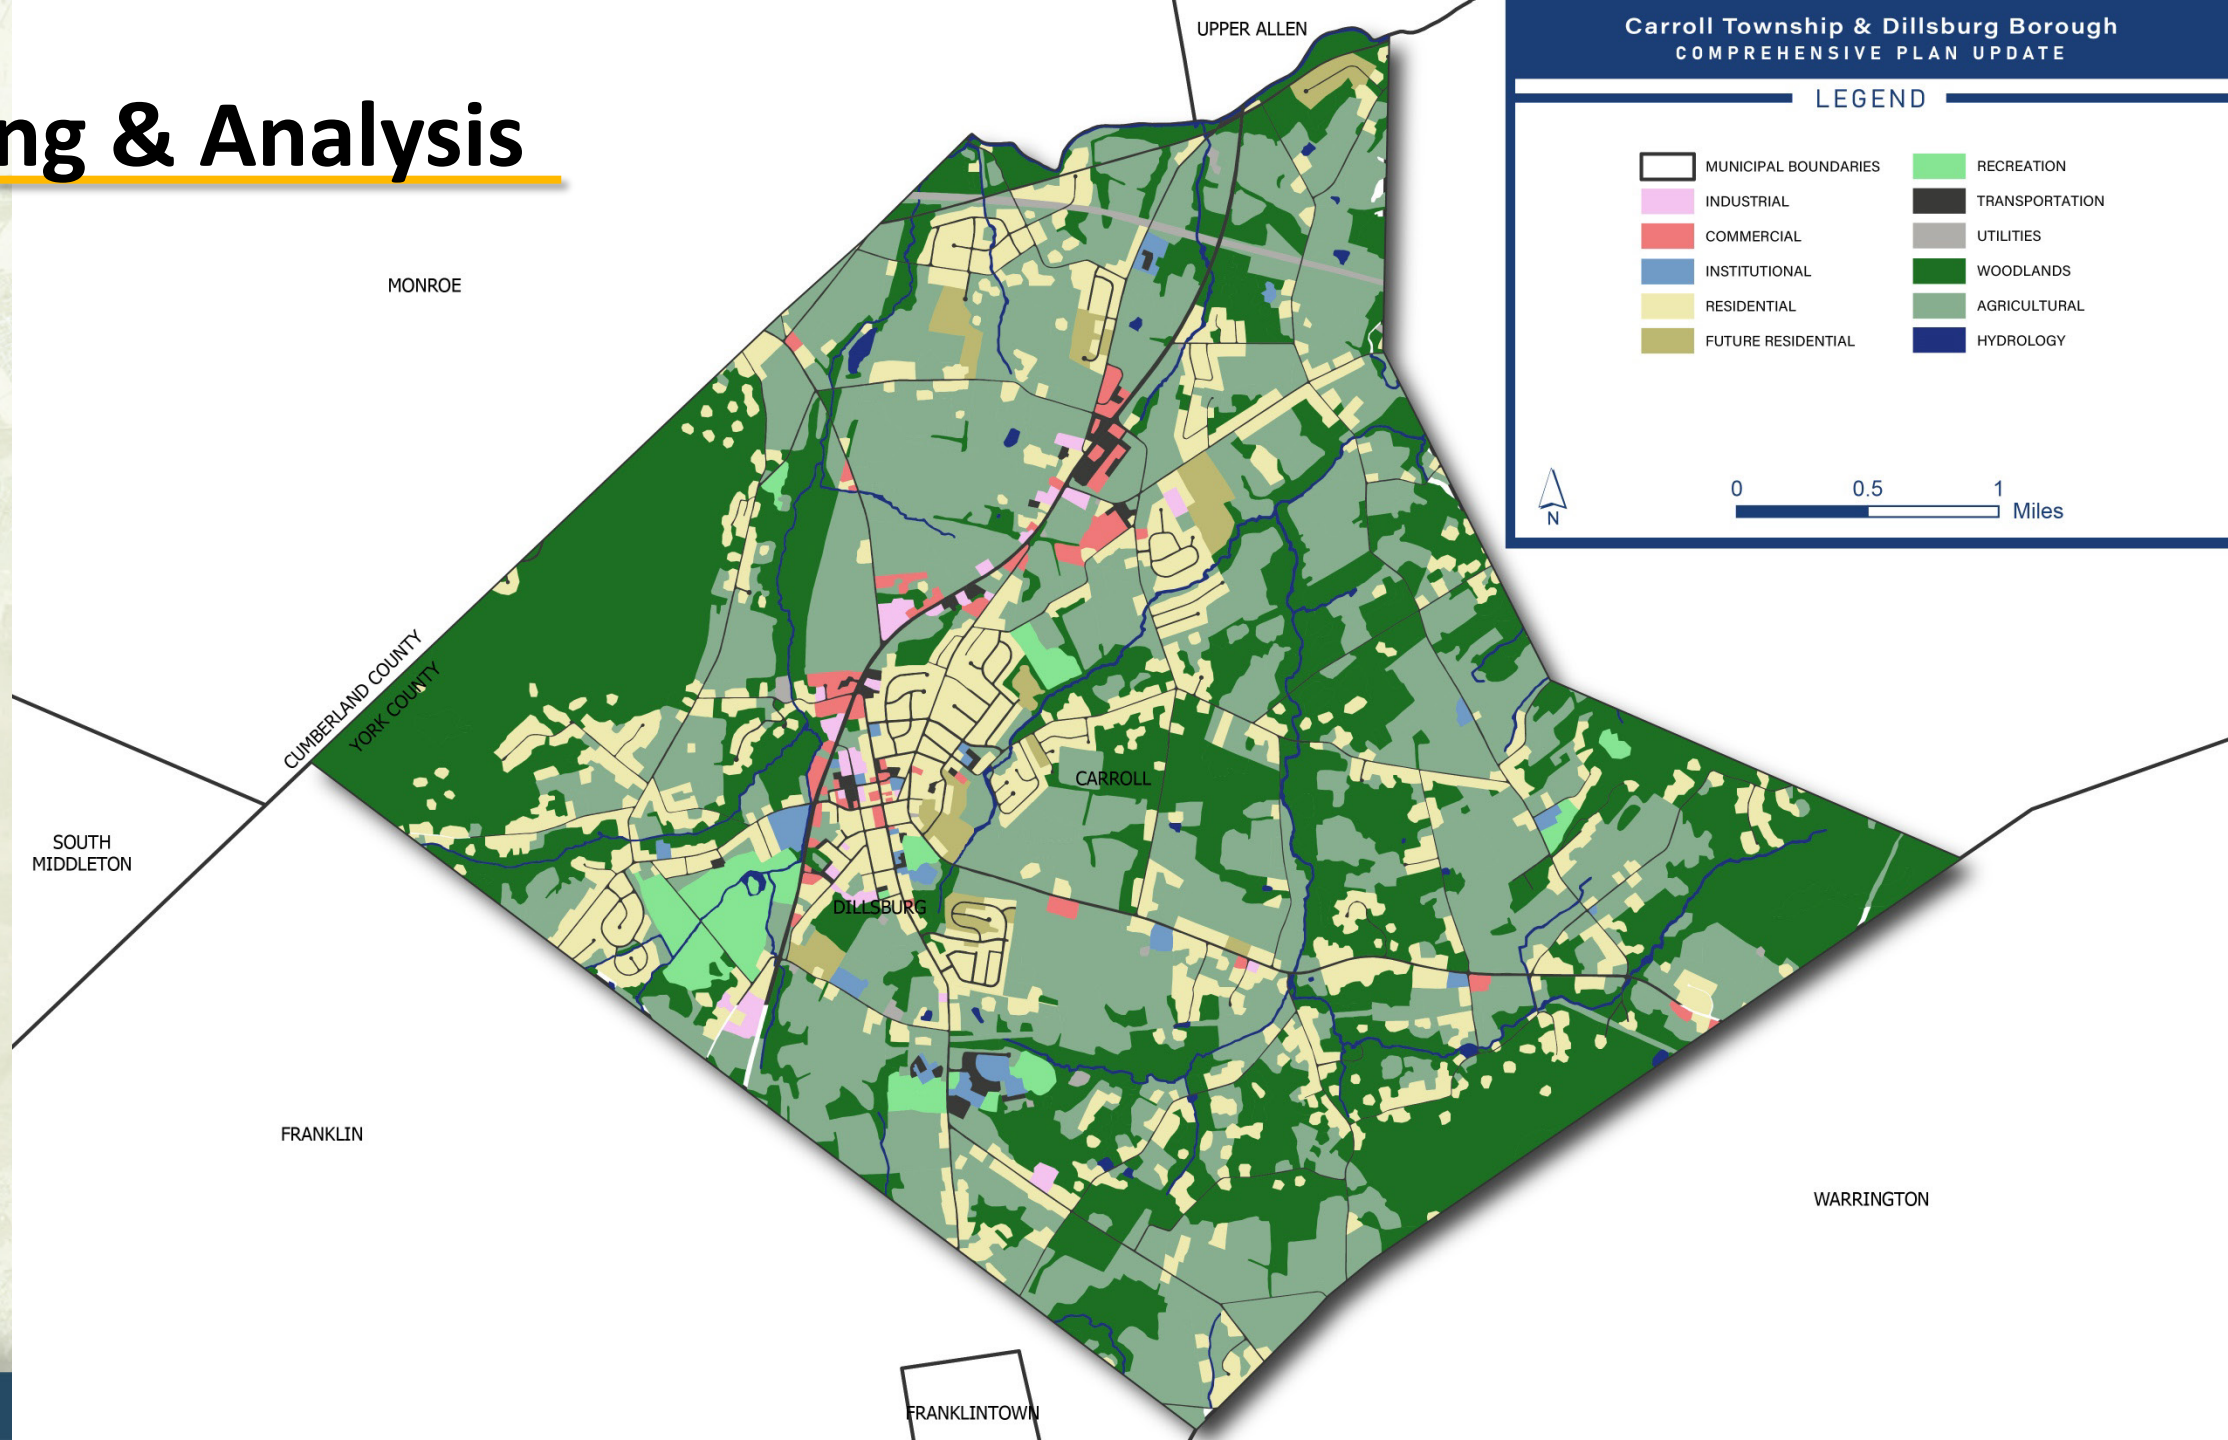 ng & Analysis
Carroll Township & Dillsburg Borough
COMPREHENSIVE PLAN UPDATE
LEGEND
MUNICIPAL BOUNDARIES
INDUSTRIAL
COMMERCIAL
INSTITUTIONAL
RESIDENTIAL
FUTURE RESIDENTIAL
RECREATION
TRANSPORTATION
UTILITIES
WOODLANDS
AGRICULTURAL
HYDROLOGY
N
0 0.5 1
Miles
UPPER ALLEN
MONROE
CUMBERLAND COUNTY
YORK COUNTY
CARROLL
SOUTH
MIDDLETON
DILLSBURG
FRANKLIN
WARRINGTON
FRANKLINTOWN